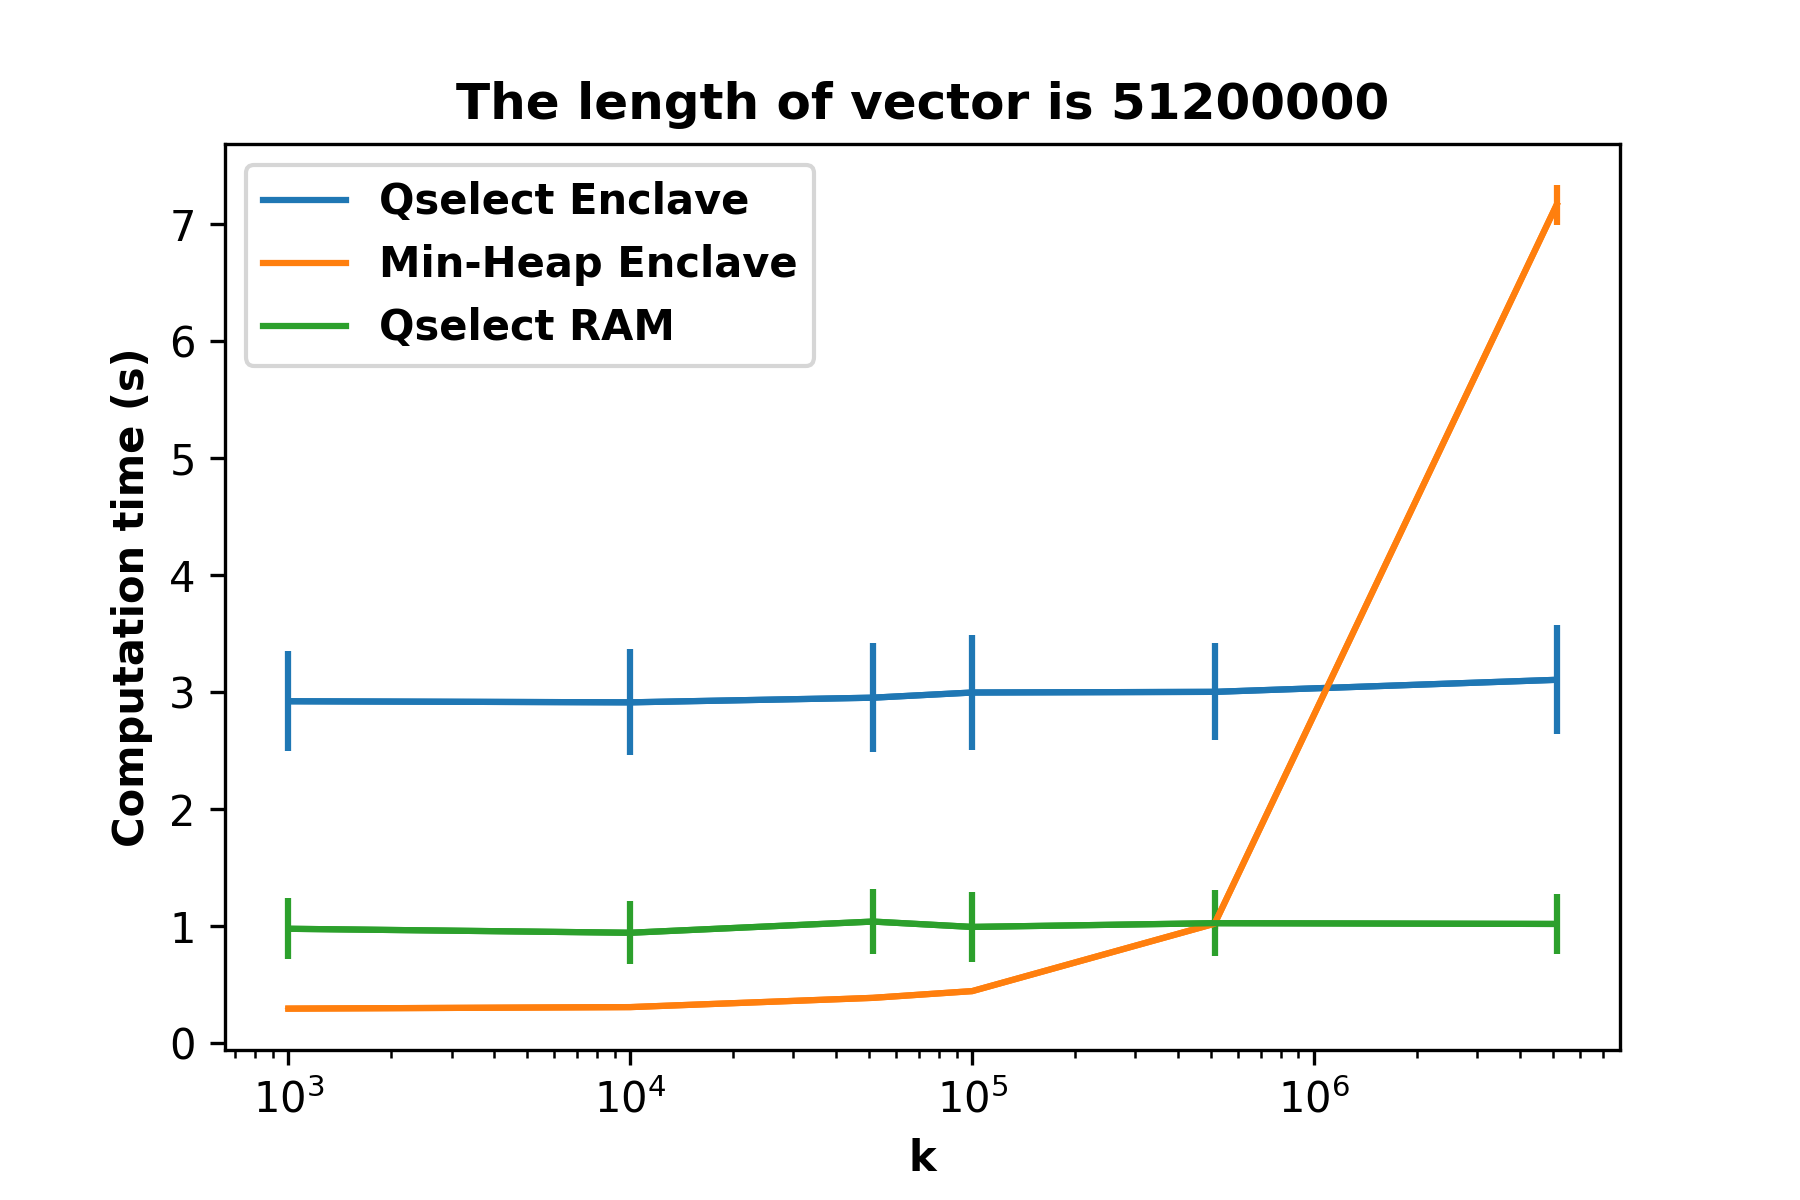 The length of vector is 51200000
Qselect Enclave
Min-Heap Enclave
Qselect RAM
Computation time (s)
7
6
5
4
3
2
1
0
10³ 10⁴ 10⁵ 10⁶
k